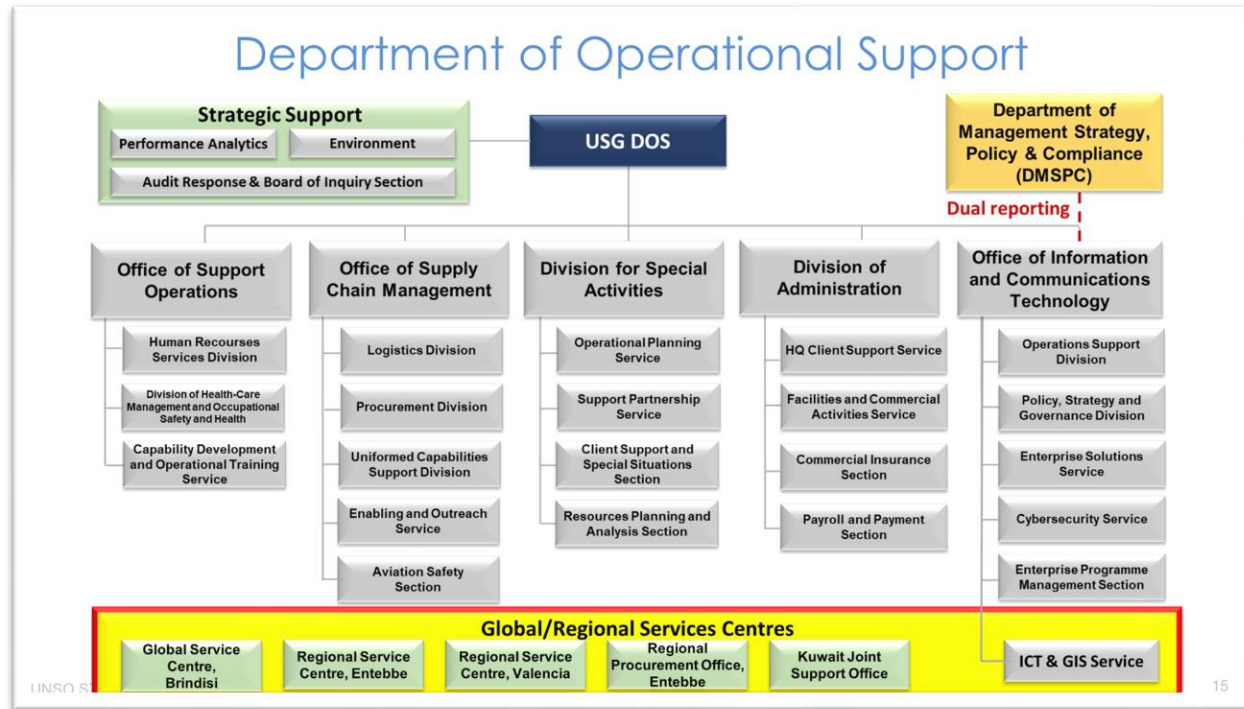 Department of Operational Support
Strategic Support
Performance Analytics
Environment
Audit Response & Board of Inquiry Section
USG DOS
Department of
Management Strategy,
Policy & Compliance
(DMSPC)
Dual reporting
Office of Support
Operations
Human Recourses
Services Division
Division of Health-Care
Management and Occupational
Safety and Health
Capability Development
and Operational Training
Service
Office of Supply
Chain Management
Logistics Division
Procurement Division
Uniformed Capabilities
Support Division
Enabling and Outreach
Service
Aviation Safety
Section
Division for Special
Activities
Operational Planning
Service
Support Partnership
Service
Client Support and
Special Situations
Section
Resources Planning and
Analysis Section
Division of
Administration
HQ Client Support Service
Facilities and Commercial
Activities Service
Commercial Insurance
Section
Payroll and Payment
Section
Office of Information
and Communications
Technology
Operations Support
Division
Policy, Strategy and
Governance Division
Enterprise Solutions
Service
Cybersecurity Service
Enterprise Programme
Management Section
Global/Regional Services Centres
Global Service
Centre,
Brindisi
Regional Service
Centre, Entebbe
Regional Service
Centre, Valencia
Regional
Procurement Office,
Entebbe
Kuwait Joint
Support Office
ICT & GIS Service
UNSO
15